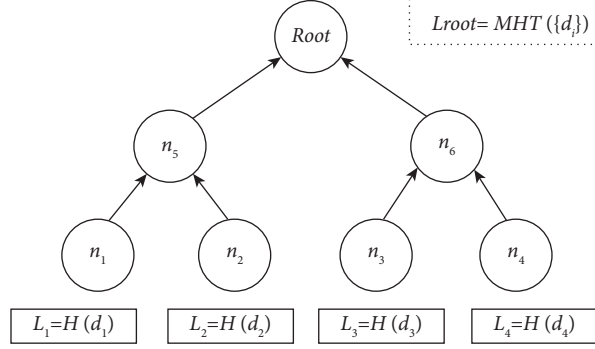 Lroot= MHT ({dᵢ})
Root
n₅
n₆
n₁
n₂
n₃
n₄
L₁=H (d₁)
L₂=H (d₂)
L₃=H (d₃)
L₄=H (d₄)